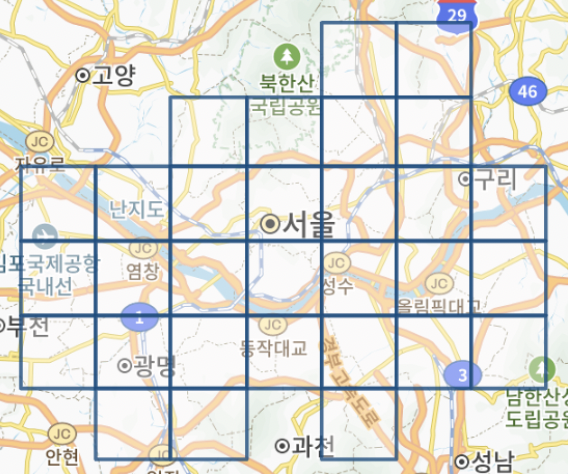 29
고양
북한산
국립공원
46
JC
자유로
구리
난지도
서울
김포국제공항
국내선
JC
염창
JC
성수
JC
올림픽대교
1
부천
JC
동작대교
경부고속도로
광명
3
남한산성
도립공원
JC
안현
JC
과천
성남